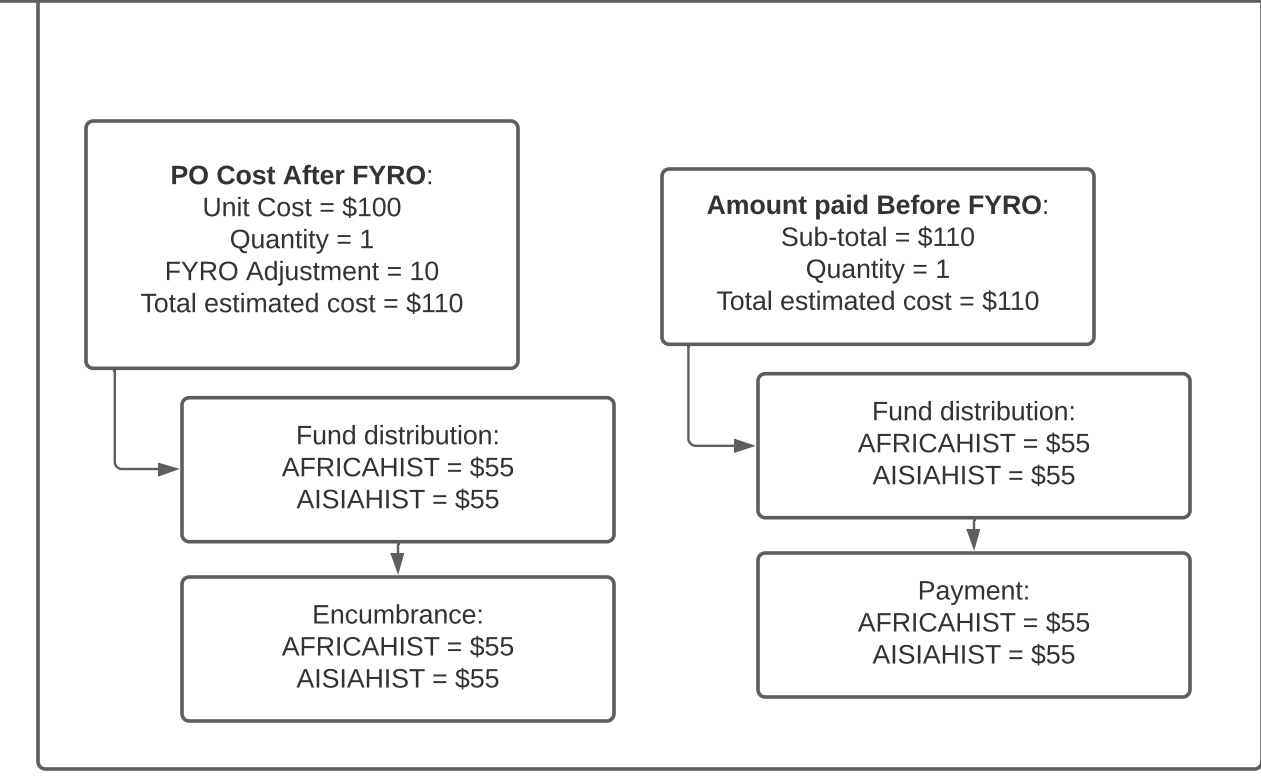 PO Cost After FYRO:
Unit Cost = $100
Quantity = 1
FYRO Adjustment = 10
Total estimated cost = $110
Fund distribution:
AFRICAHIST = $55
AISIAHIST = $55
Encumbrance:
AFRICAHIST = $55
AISIAHIST = $55
Amount paid Before FYRO:
Sub-total = $110
Quantity = 1
Total estimated cost = $110
Fund distribution:
AFRICAHIST = $55
AISIAHIST = $55
Payment:
AFRICAHIST = $55
AISIAHIST = $55